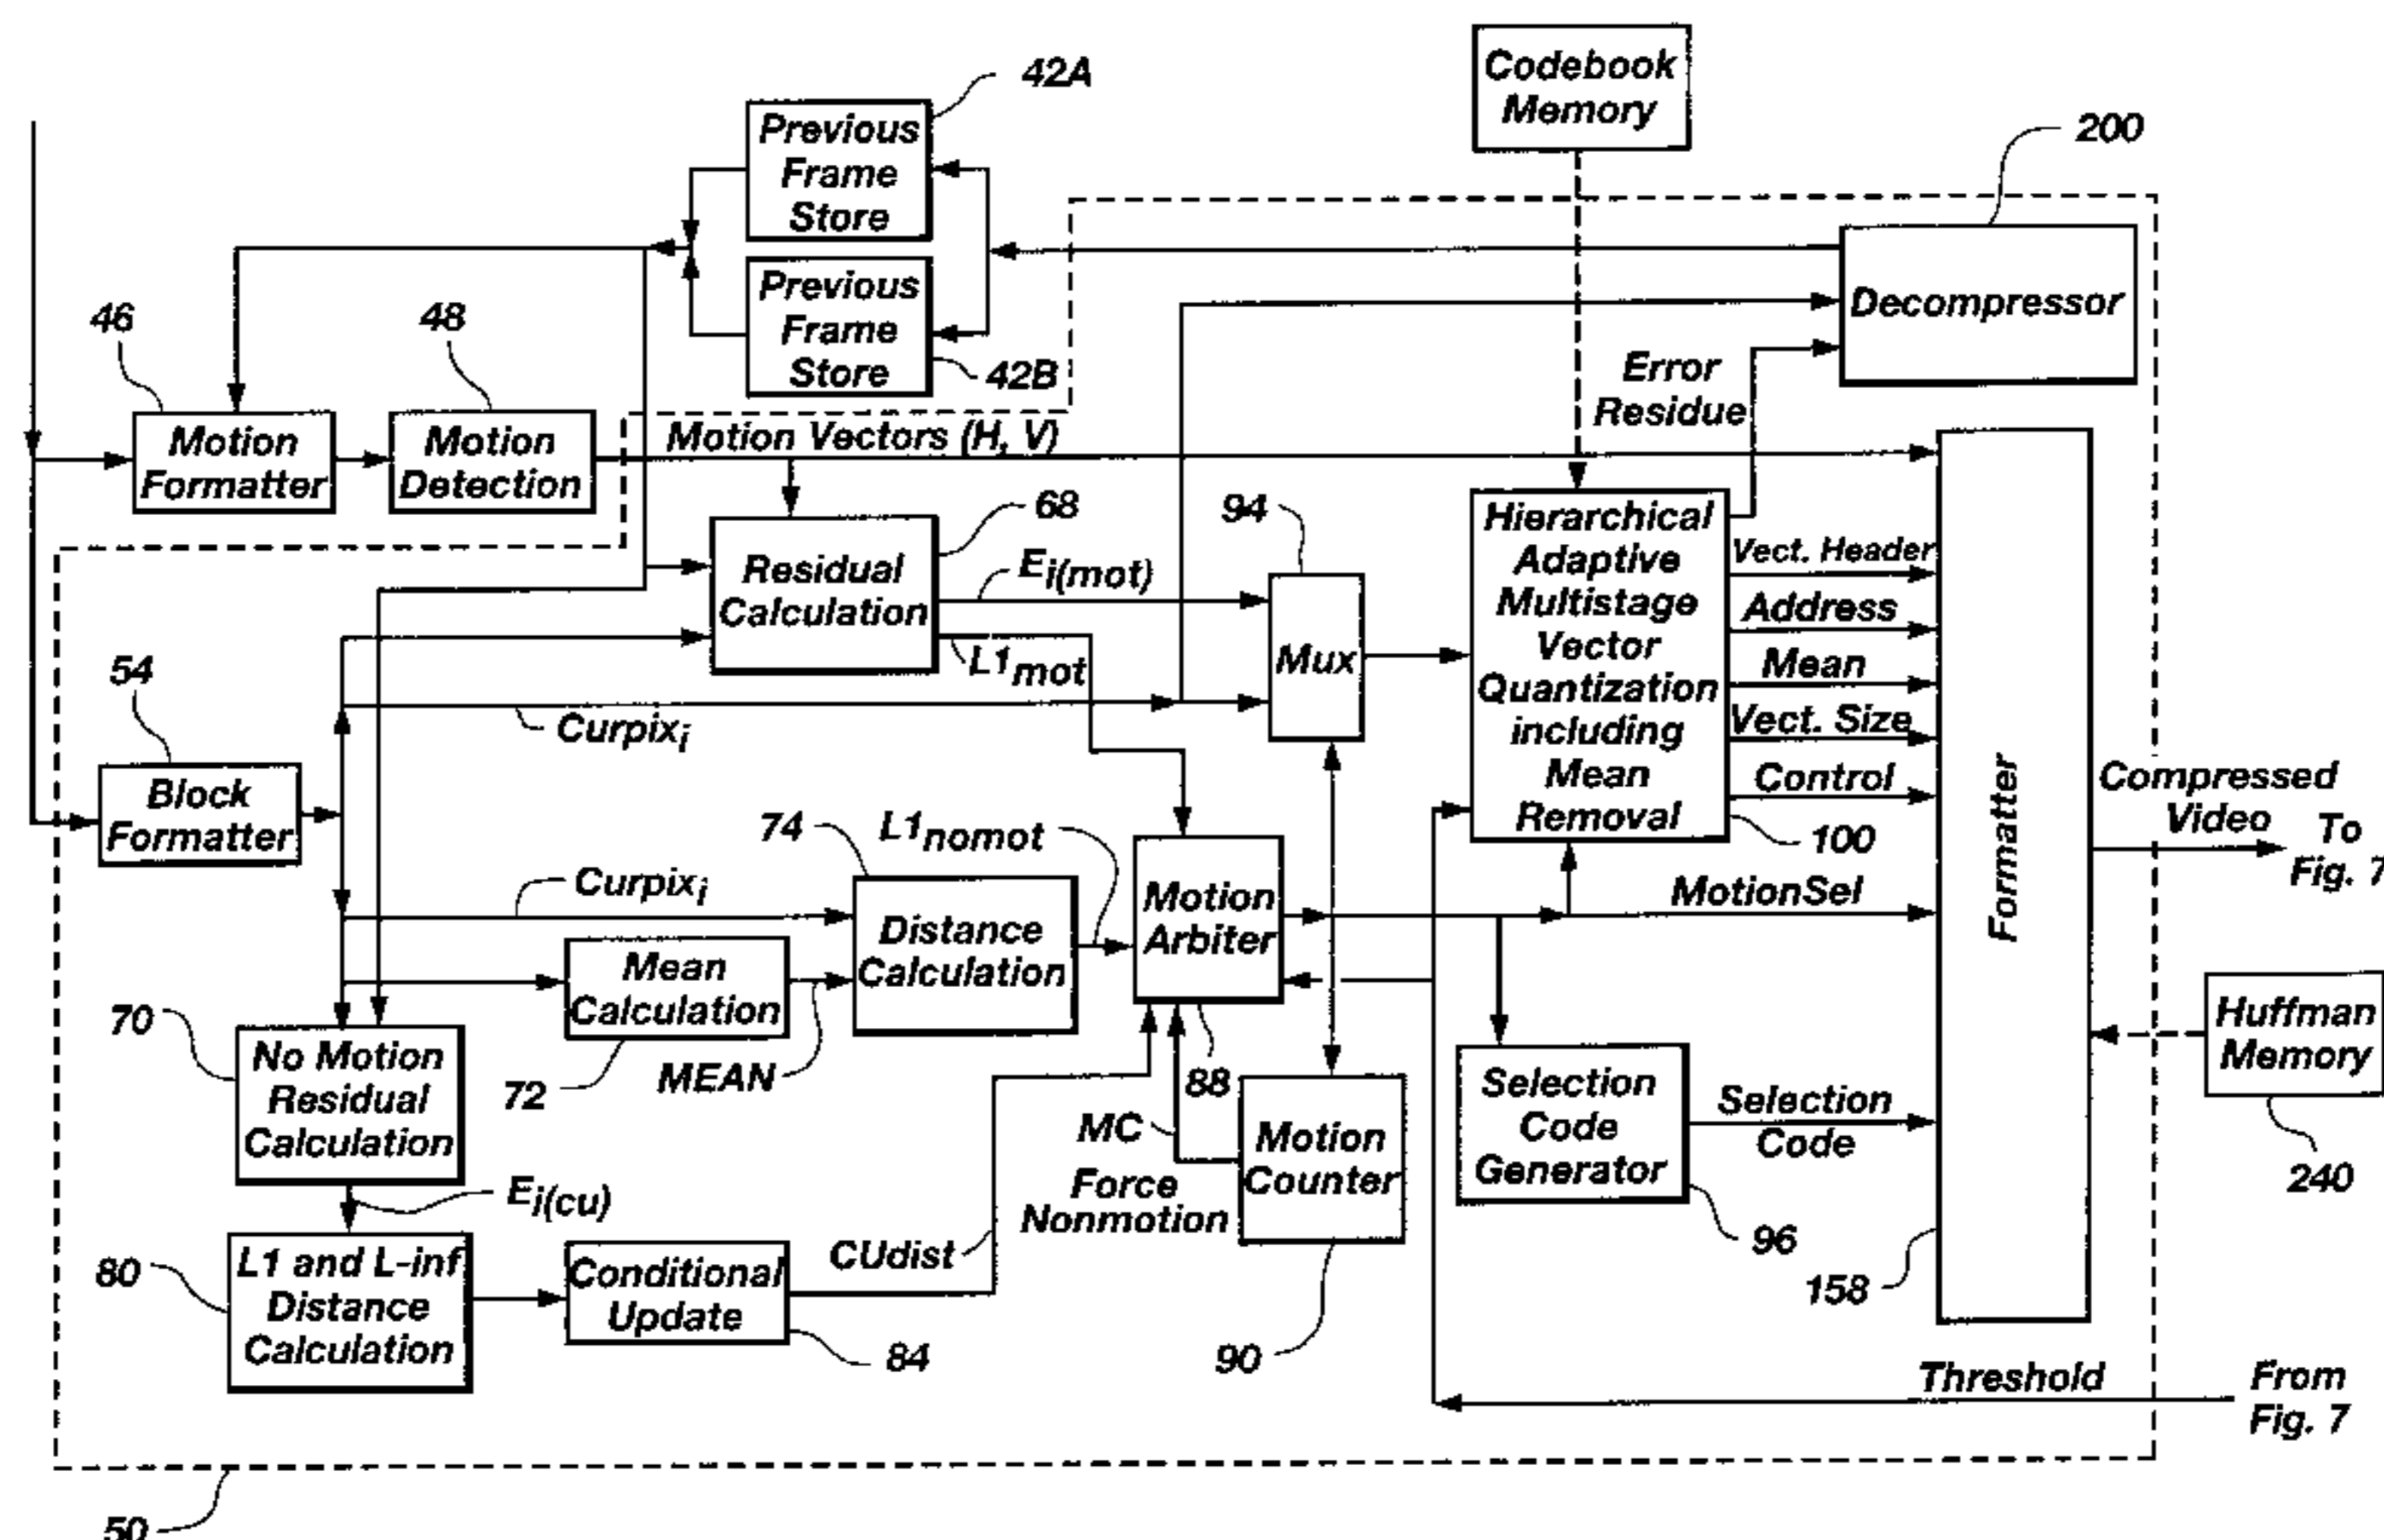 Codebook
Memory
42A
Previous
Frame
Store
200
Previous
Frame
Store
42B
Decompressor
46
48
Error
Residue
Motion
Formatter
Motion
Detection
Motion Vectors (H, V)
68
94
Residual
Calculation
Ei(mot)
L1mot
Mux
Hierarchical
Adaptive
Multistage
Vector
Quantization
including
Mean
Removal
100
Vect. Header
Address
Mean
Vect. Size
Control
54
Curpixi
Block
Formatter
74
L1nomot
Formatter
Compressed
Video
To
Fig. 7
Curpixi
Distance
Calculation
Motion
Arbiter
MotionSel
Mean
Calculation
72
MEAN
88
70
No Motion
Residual
Calculation
Huffman
Memory
240
MC
Force
Nonmotion
Motion
Counter
90
Selection
Code
Generator
96
Selection
Code
Ei(cu)
80
L1 and L-inf
Distance
Calculation
Conditional
Update
84
CUdist
158
Threshold
From
Fig. 7
50